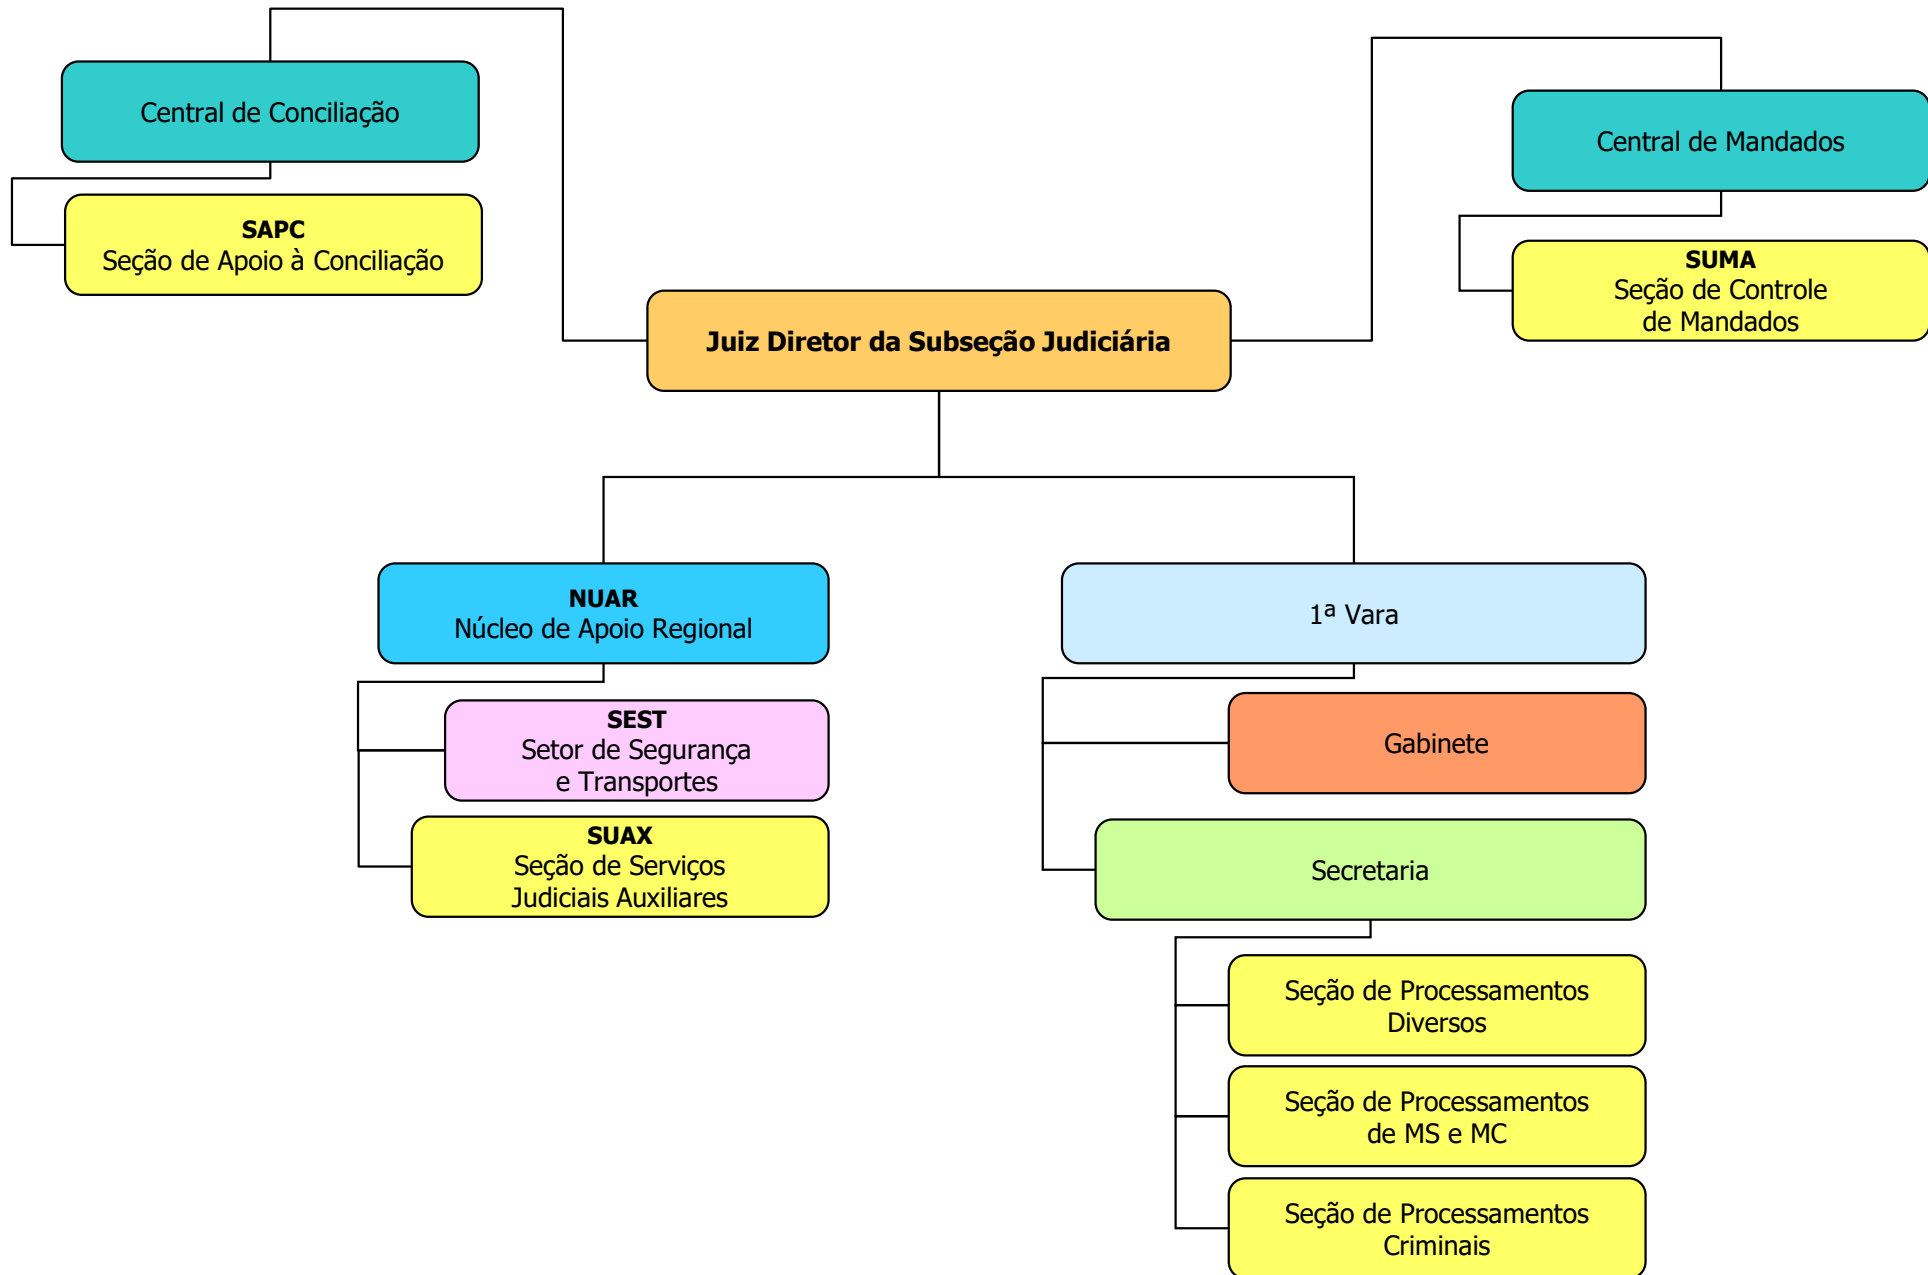 Central de Conciliação
SAPC
Seção de Apoio à Conciliação
Central de Mandados
SUMA
Seção de Controle
de Mandados
Juiz Diretor da Subseção Judiciária
NUAR
Núcleo de Apoio Regional
SEST
Setor de Segurança
e Transportes
SUAX
Seção de Serviços
Judiciais Auxiliares
1ª Vara
Gabinete
Secretaria
Seção de Processamentos
Diversos
Seção de Processamentos
de MS e MC
Seção de Processamentos
Criminais